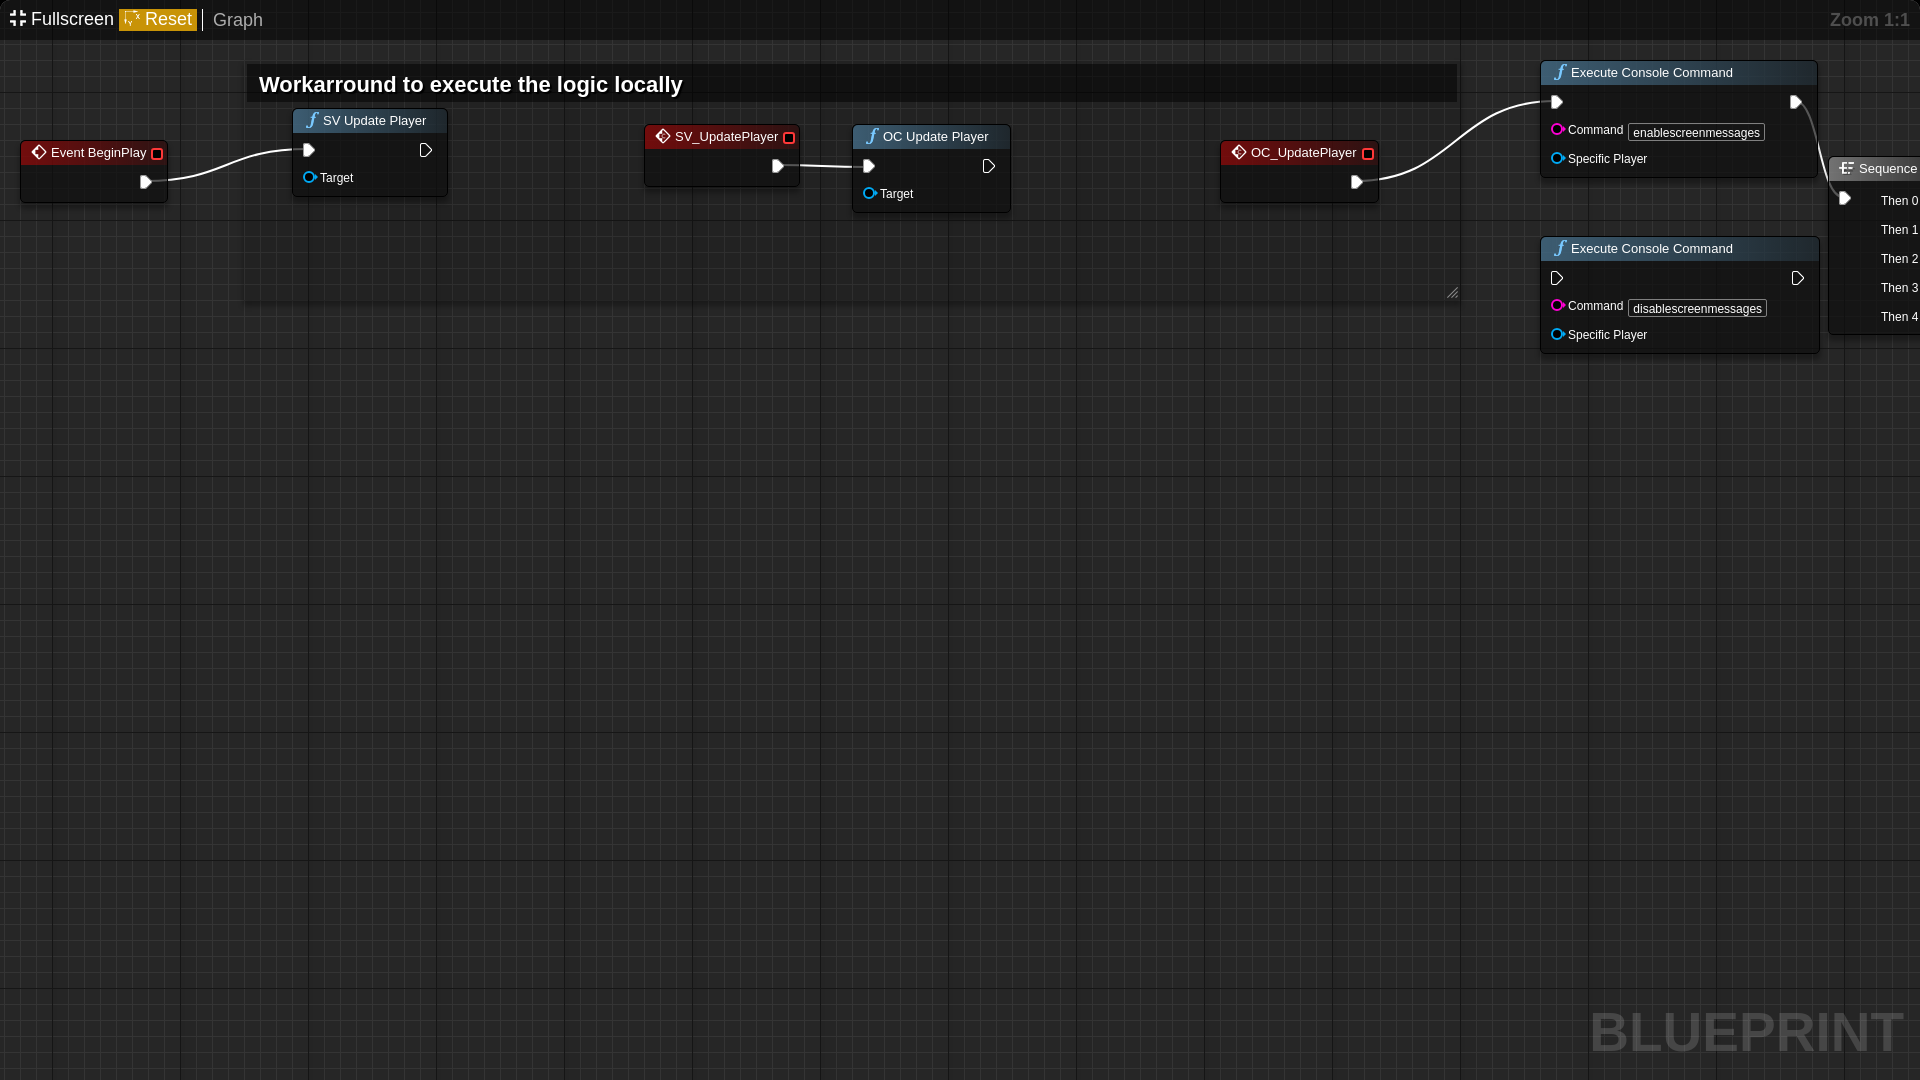 Fullscreen Reset Graph
Zoom 1:1
Workarround to execute the logic locally
Event BeginPlay
SV Update Player
Target
SV_UpdatePlayer
OC Update Player
Target
OC_UpdatePlayer
Execute Console Command
Command enablescreenmessages
Specific Player
Execute Console Command
Command disablescreenmessages
Specific Player
Sequence
Then 0
Then 1
Then 2
Then 3
Then 4
BLUEPRINT